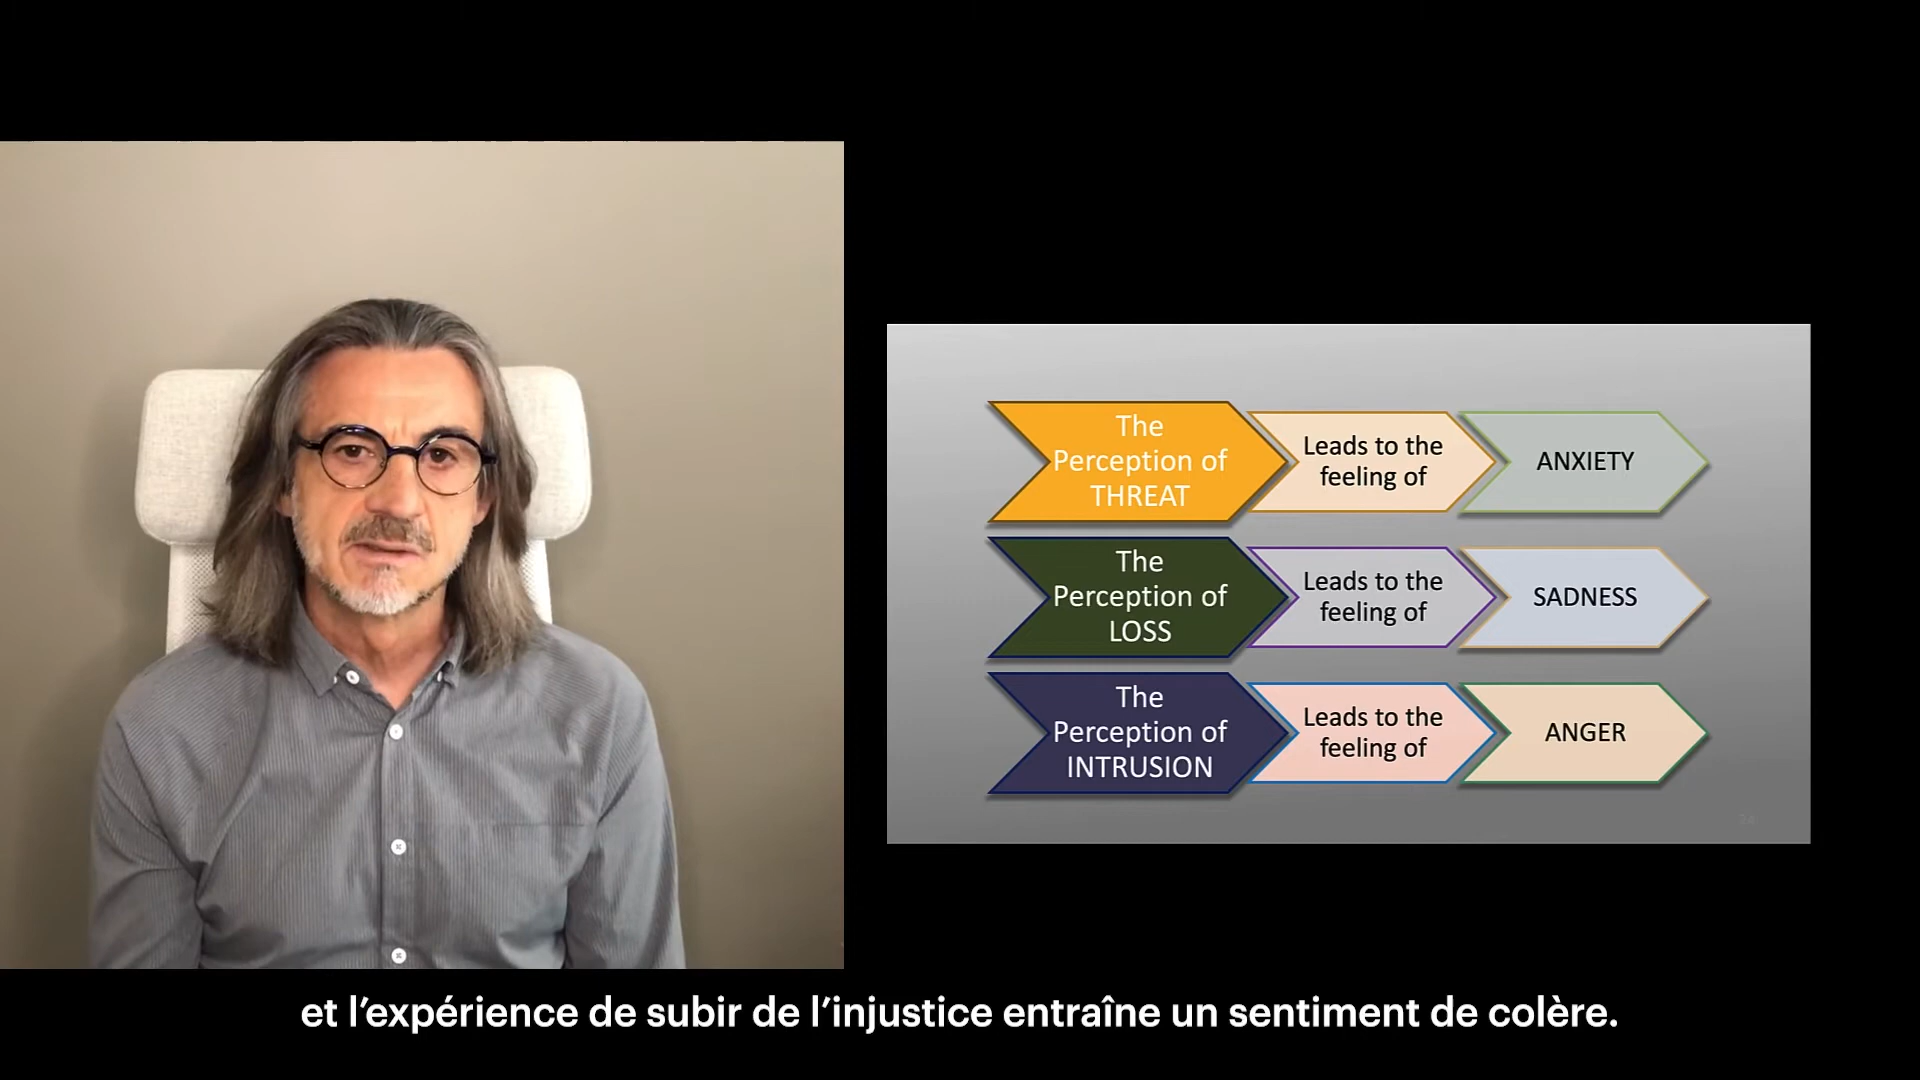 The
Perception of
THREAT
Leads to the
feeling of
ANXIETY
The
Perception of
LOSS
Leads to the
feeling of
SADNESS
The
Perception of
INTRUSION
Leads to the
feeling of
ANGER
et l’expérience de subir de l’injustice entraîne un sentiment de colère.